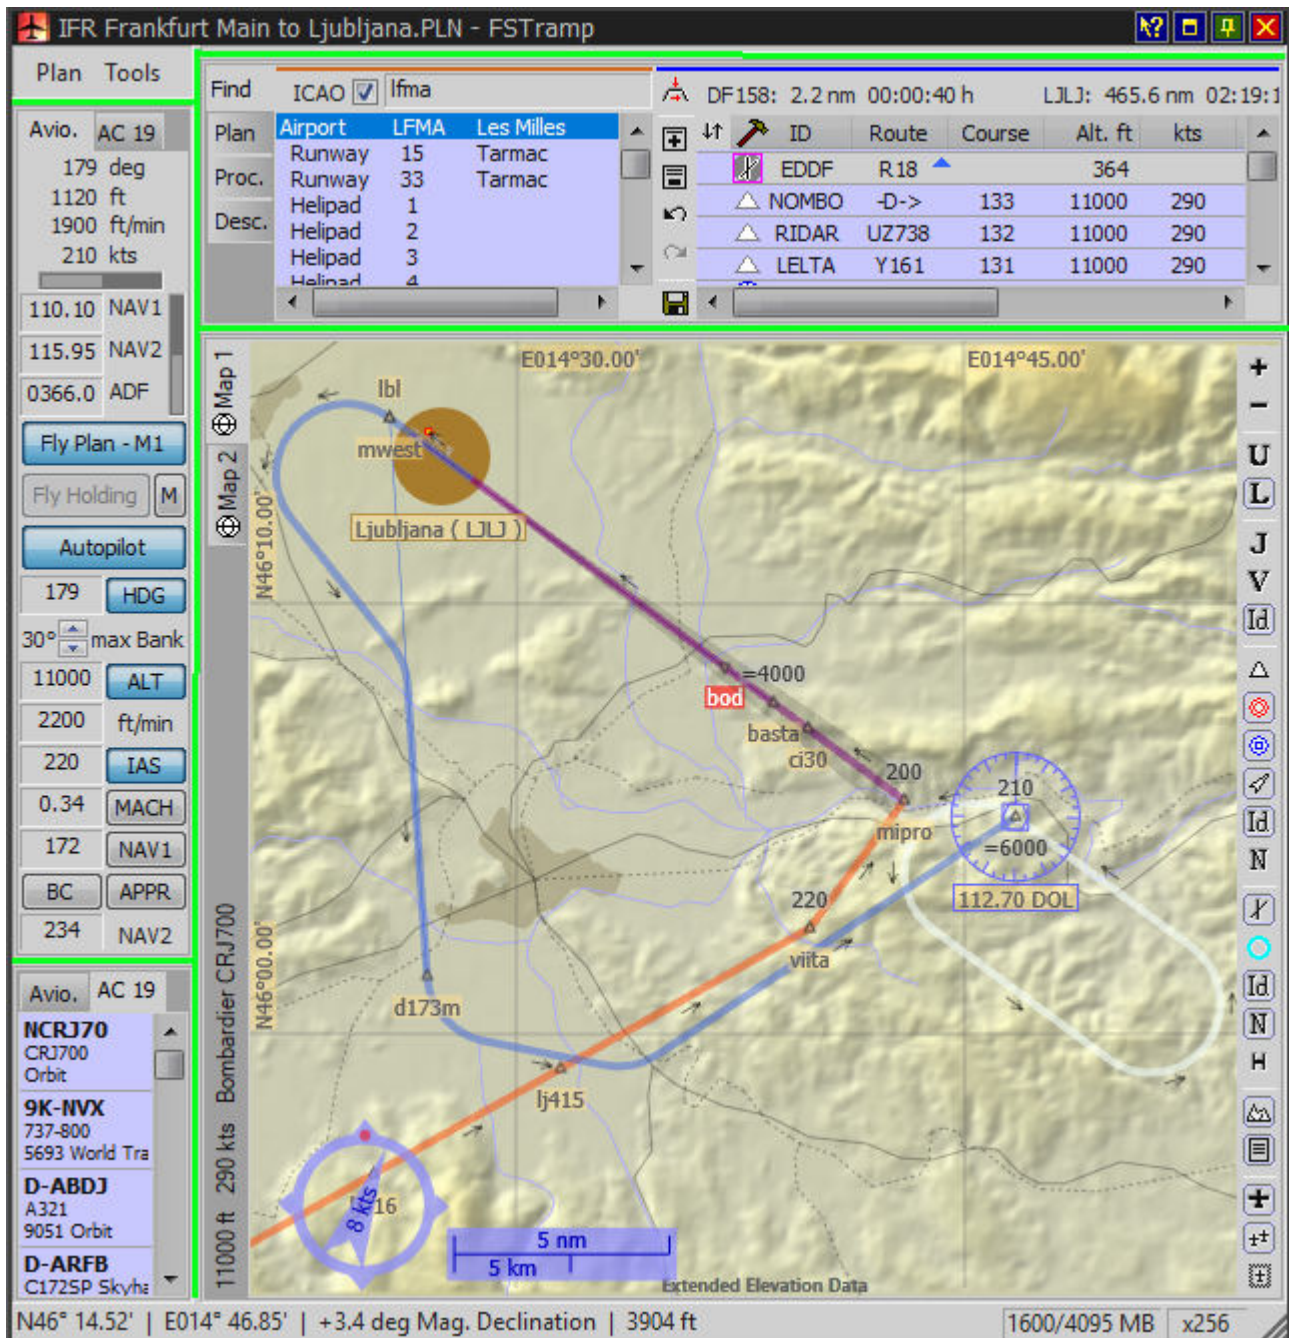 IFR Frankfurt Main to Ljubljana.PLN - FSTramp
Plan Tools
Avio. AC 19
179 deg
1120 ft
1900 ft/min
210 kts
110.10 NAV1
115.95 NAV2
0366.0 ADF
Fly Plan - M1
Fly Holding M
Autopilot
179 HDG
30° max Bank
11000 ALT
2200 ft/min
220 IAS
0.34 MACH
172 NAV1
BC APPR
234 NAV2
Avio. AC 19
NCRJ70
CRJ700
Orbit
9K-NVX
737-800
5693 World Tra
D-ABDJ
A321
9051 Orbit
D-ARFB
C172SP Skyha
Find
Plan
Proc.
Desc.
ICAO lfma
Airport LFMA Les Milles
Runway 15 Tarmac
Runway 33 Tarmac
Helipad 1
Helipad 2
Helipad 3
Helipad 4
DF158: 2.2 nm 00:00:40 h LJLJ: 465.6 nm 02:19:1
ID Route Course Alt. ft kts
EDDF R18 364
NOMBO -D-> 133 11000 290
RIDAR UZ738 132 11000 290
LELTA Y161 131 11000 290
Map 1
Map 2
11000 ft 290 kts Bombardier CRJ700
E014°30.00' E014°45.00'
N46°10.00'
N46°00.00'
lbl
mwest
Ljubljana ( LJLJ )
=4000
bod
basta
ci30
200
mipro
210
=6000
112.70 DOL
220
viita
d173m
lj415
16
8 kts
5 nm
5 km
Extended Elevation Data
+
−
U
L
J
V
Id
Id
N
Id
N
H
N46° 14.52' | E014° 46.85' | +3.4 deg Mag. Declination | 3904 ft
1600/4095 MB x256